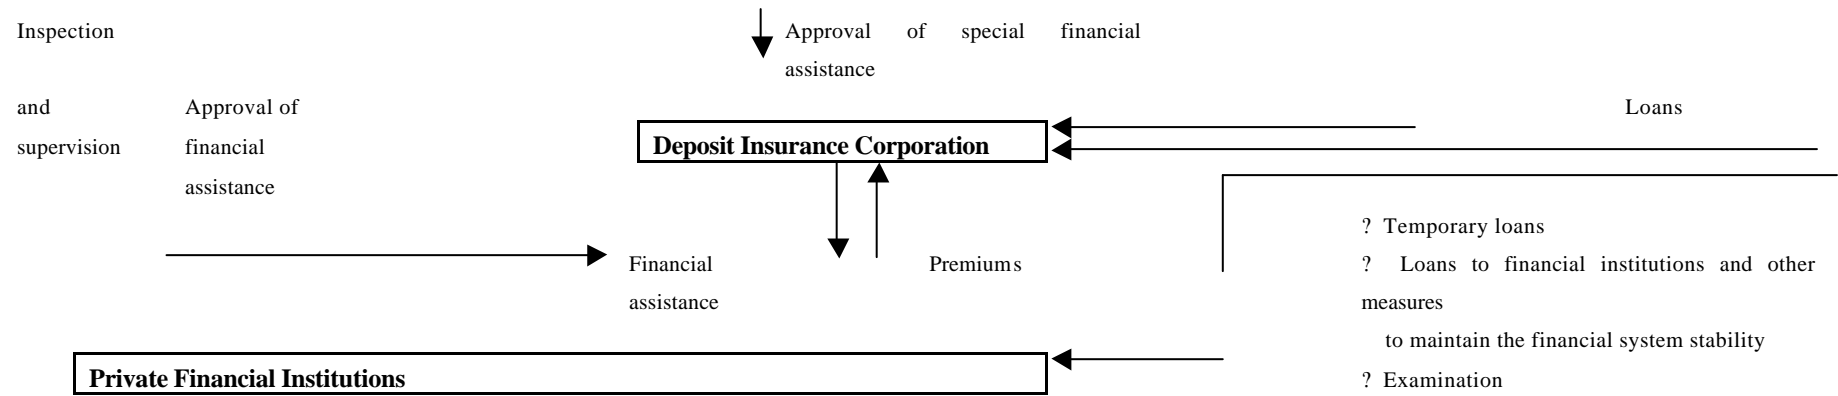 Inspection
Approval of special financial
assistance
and
supervision
Approval of
financial
assistance
Loans
Deposit Insurance Corporation
Financial
assistance
Premiums
? Temporary loans
? Loans to financial institutions and other
measures
to maintain the financial system stability
? Examination
Private Financial Institutions